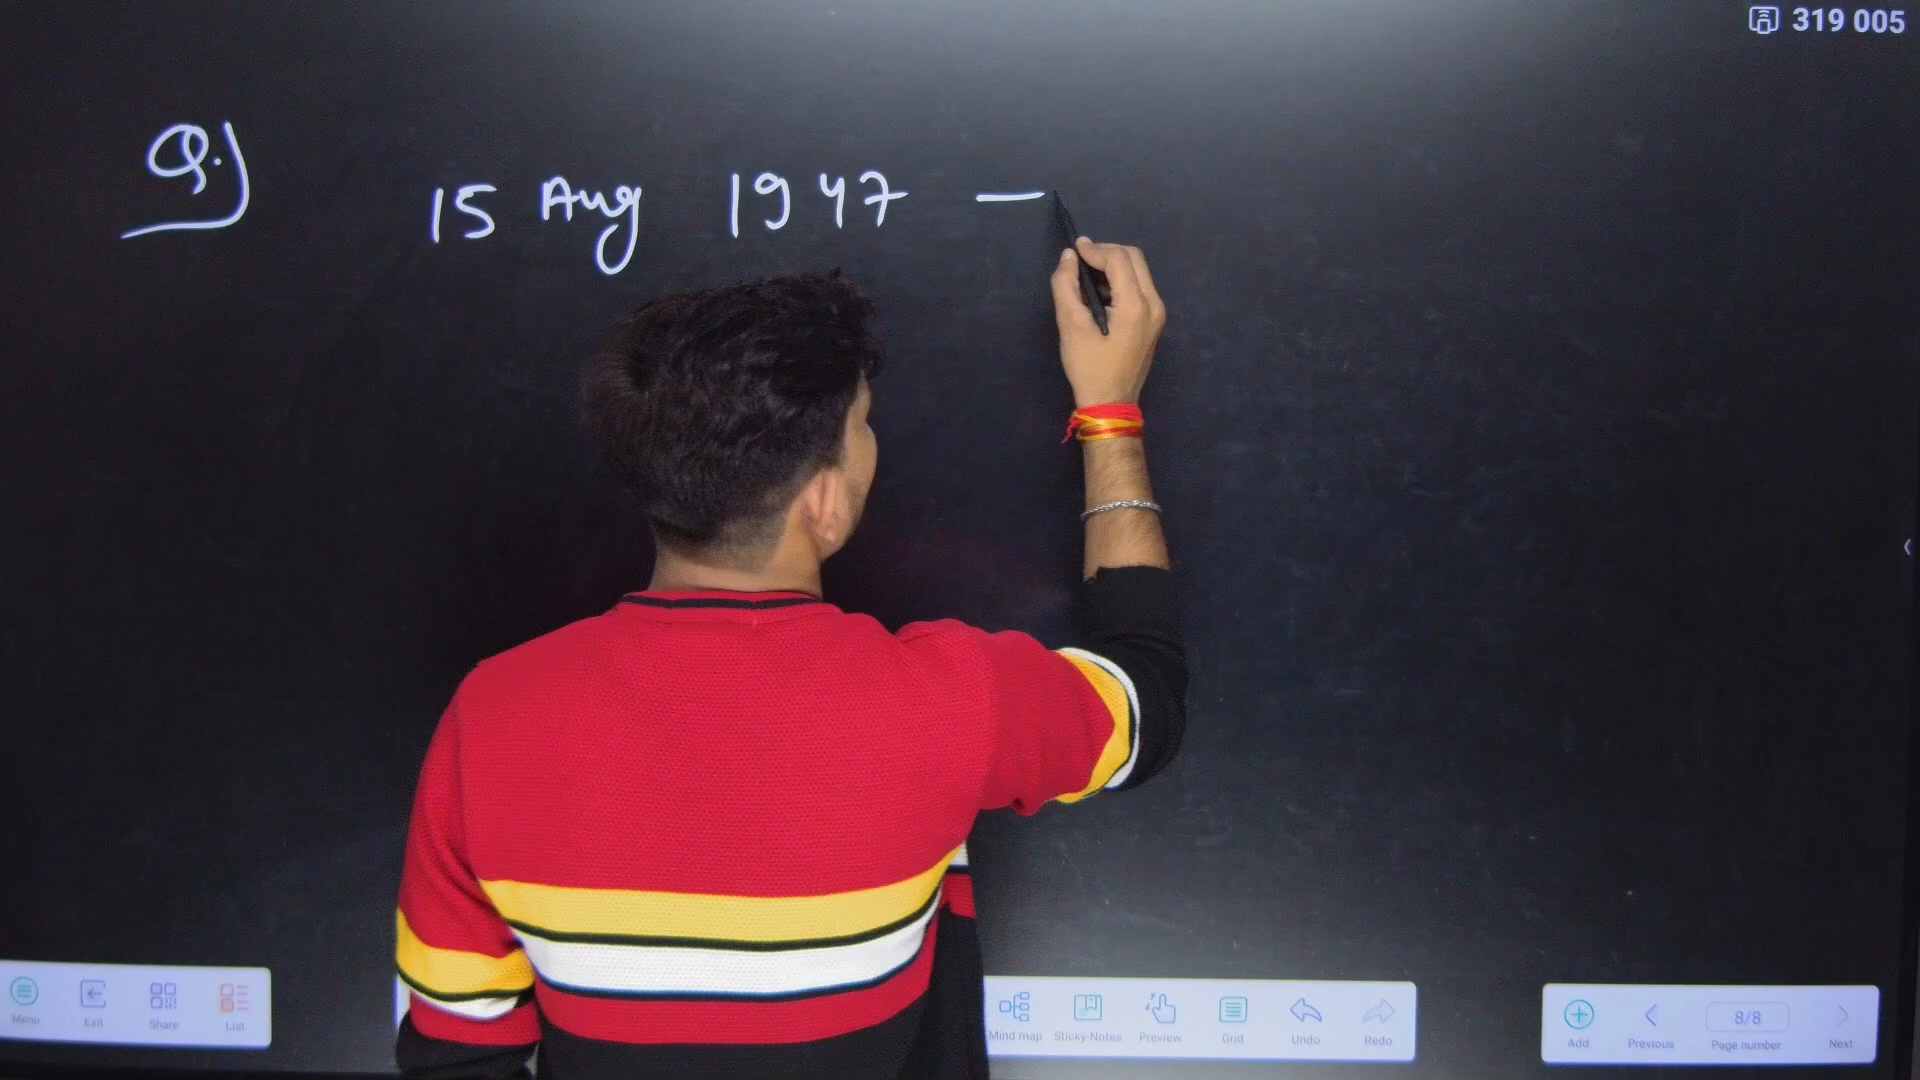 319 005
Q.)
15 Aug 1947 —
Menu Exit Share List
Mind map Sticky-Notes Preview Grid Undo Redo
8/8
Add Previous Page number Next